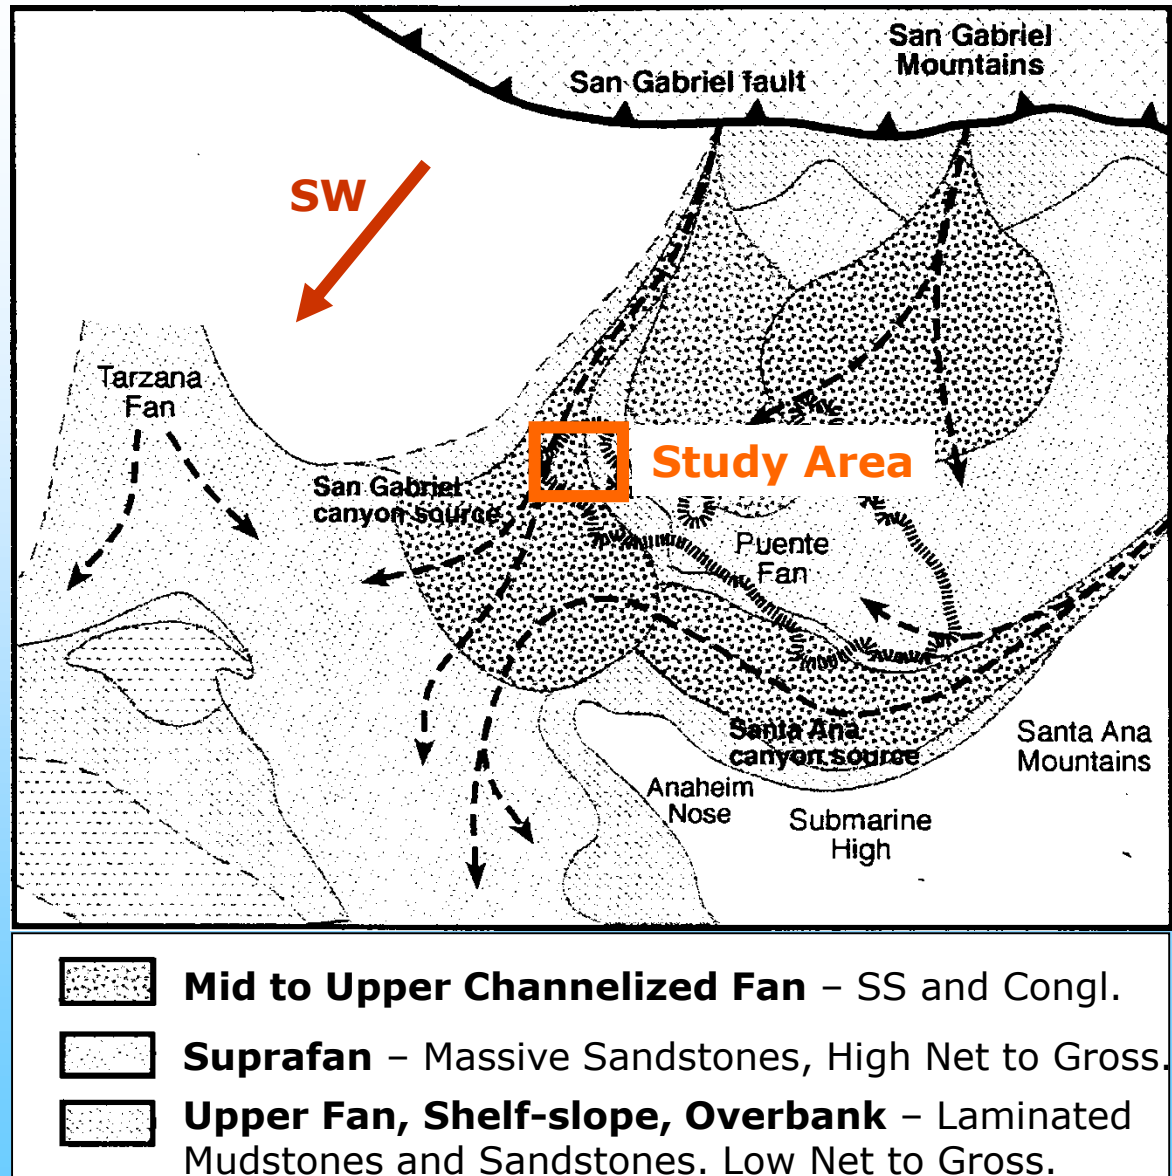 San Gabriel
Mountains
San Gabriel fault
SW
Tarzana
Fan
San Gabriel
canyon source
Study Area
Puente
Fan
Santa Ana
canyon source
Santa Ana
Mountains
Anaheim
Nose
Submarine
High
Mid to Upper Channelized Fan – SS and Congl.
Suprafan – Massive Sandstones, High Net to Gross.
Upper Fan, Shelf-slope, Overbank – Laminated
Mudstones and Sandstones. Low Net to Gross.